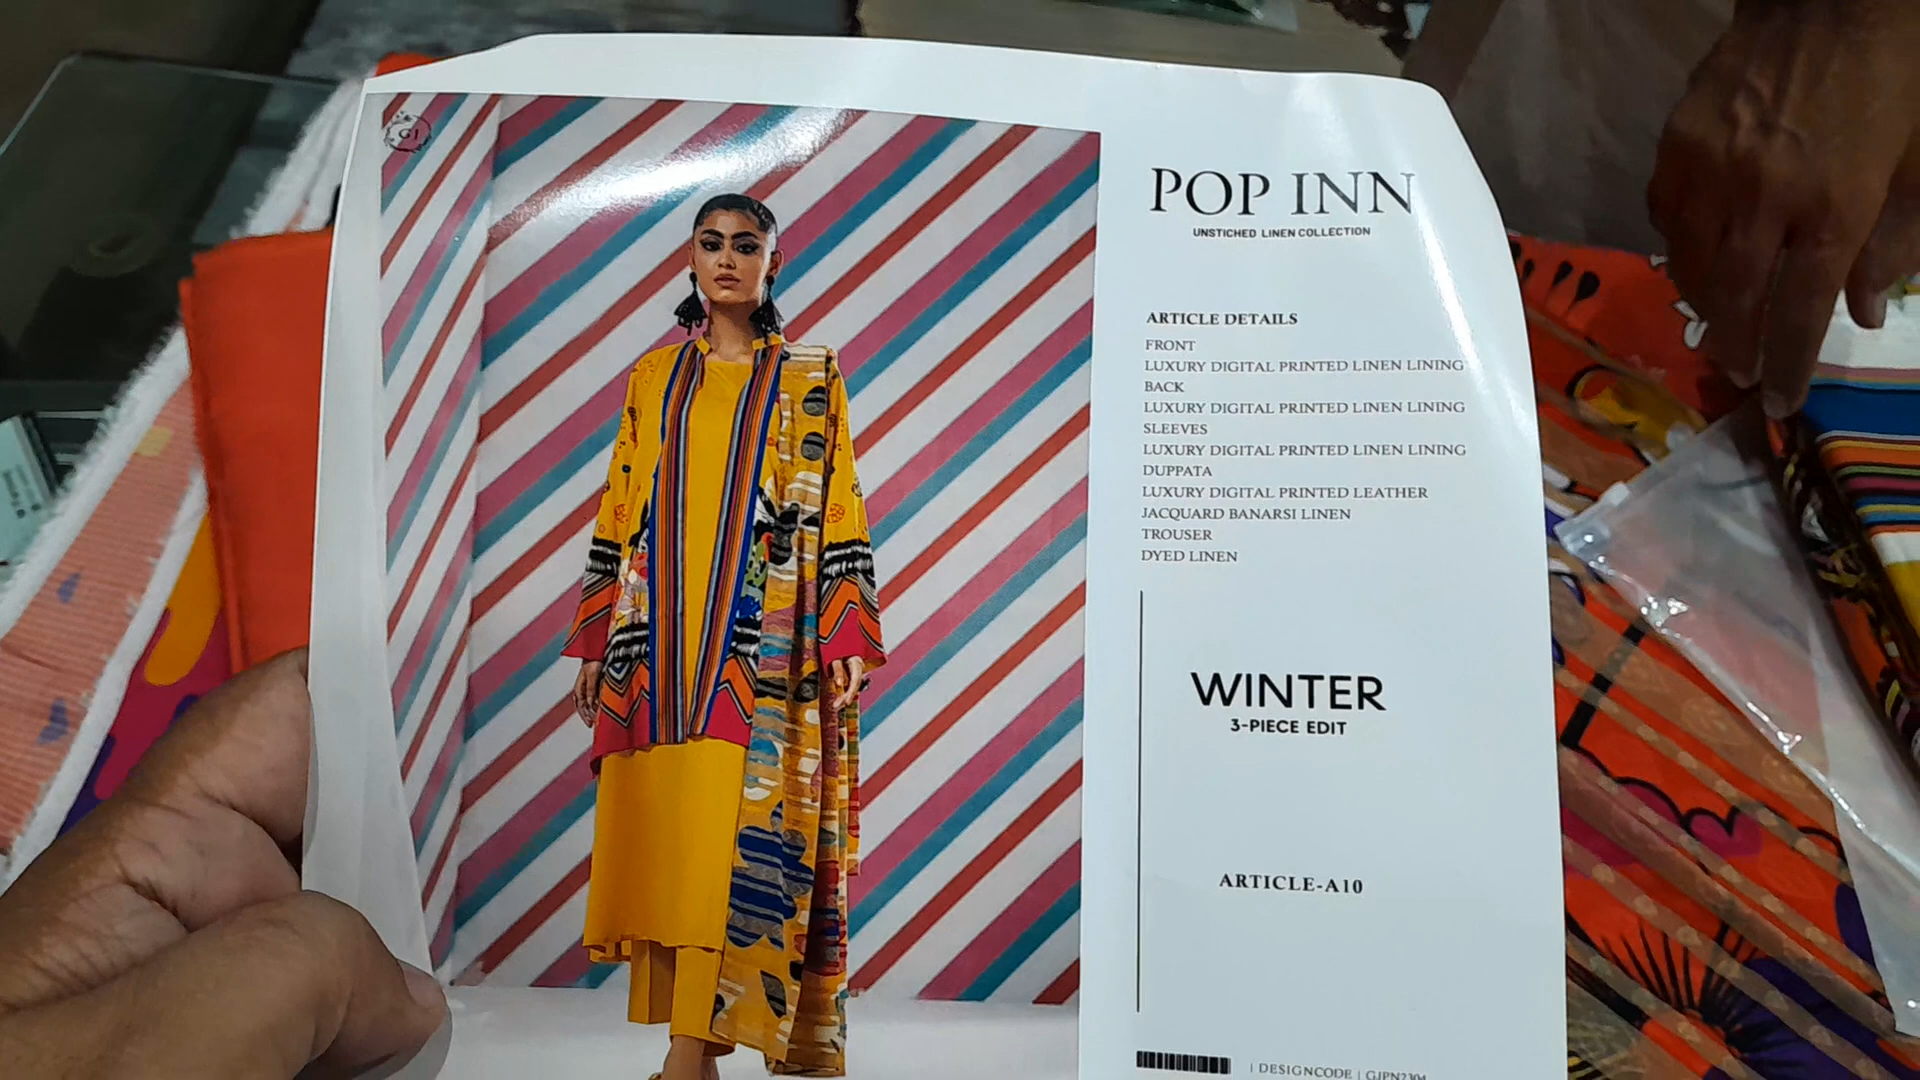 G1
POP INN
UNSTICHED LINEN COLLECTION
ARTICLE DETAILS
FRONT
LUXURY DIGITAL PRINTED LINEN LINING
BACK
LUXURY DIGITAL PRINTED LINEN LINING
SLEEVES
LUXURY DIGITAL PRINTED LINEN LINING
DUPPATA
LUXURY DIGITAL PRINTED LEATHER
JACQUARD BANARSI LINEN
TROUSER
DYED LINEN
WINTER
3-PIECE EDIT
ARTICLE-A10
| DESIGNCODE | GJPN2304